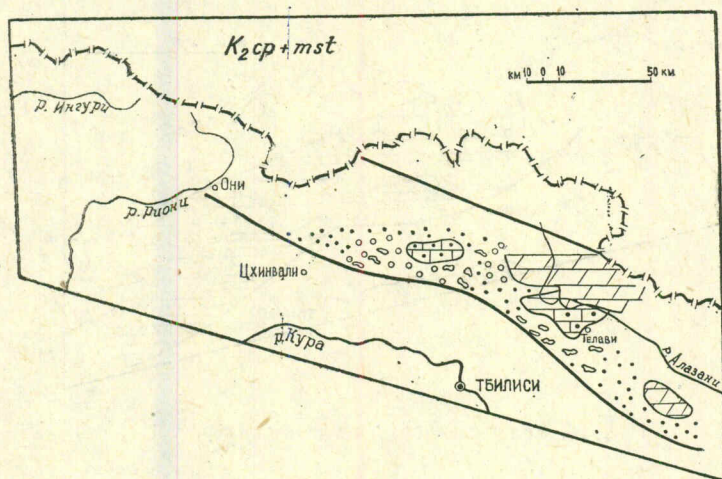 K₂cp+mst
км 10 0 10 50 км
р. Ингури
Они
р. Риони
Цхинвали
Телави
р. Алазани
р. Кура
ТБИЛИСИ